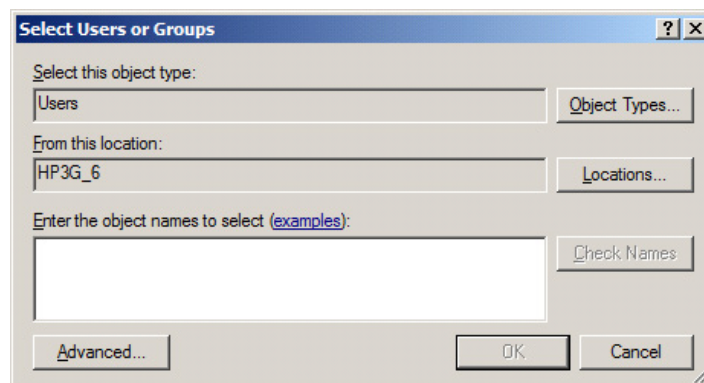 Select Users or Groups
Select this object type:
Users
Object Types...
From this location:
HP3G_6
Locations...
Enter the object names to select (examples):
Check Names
Advanced...
OK
Cancel